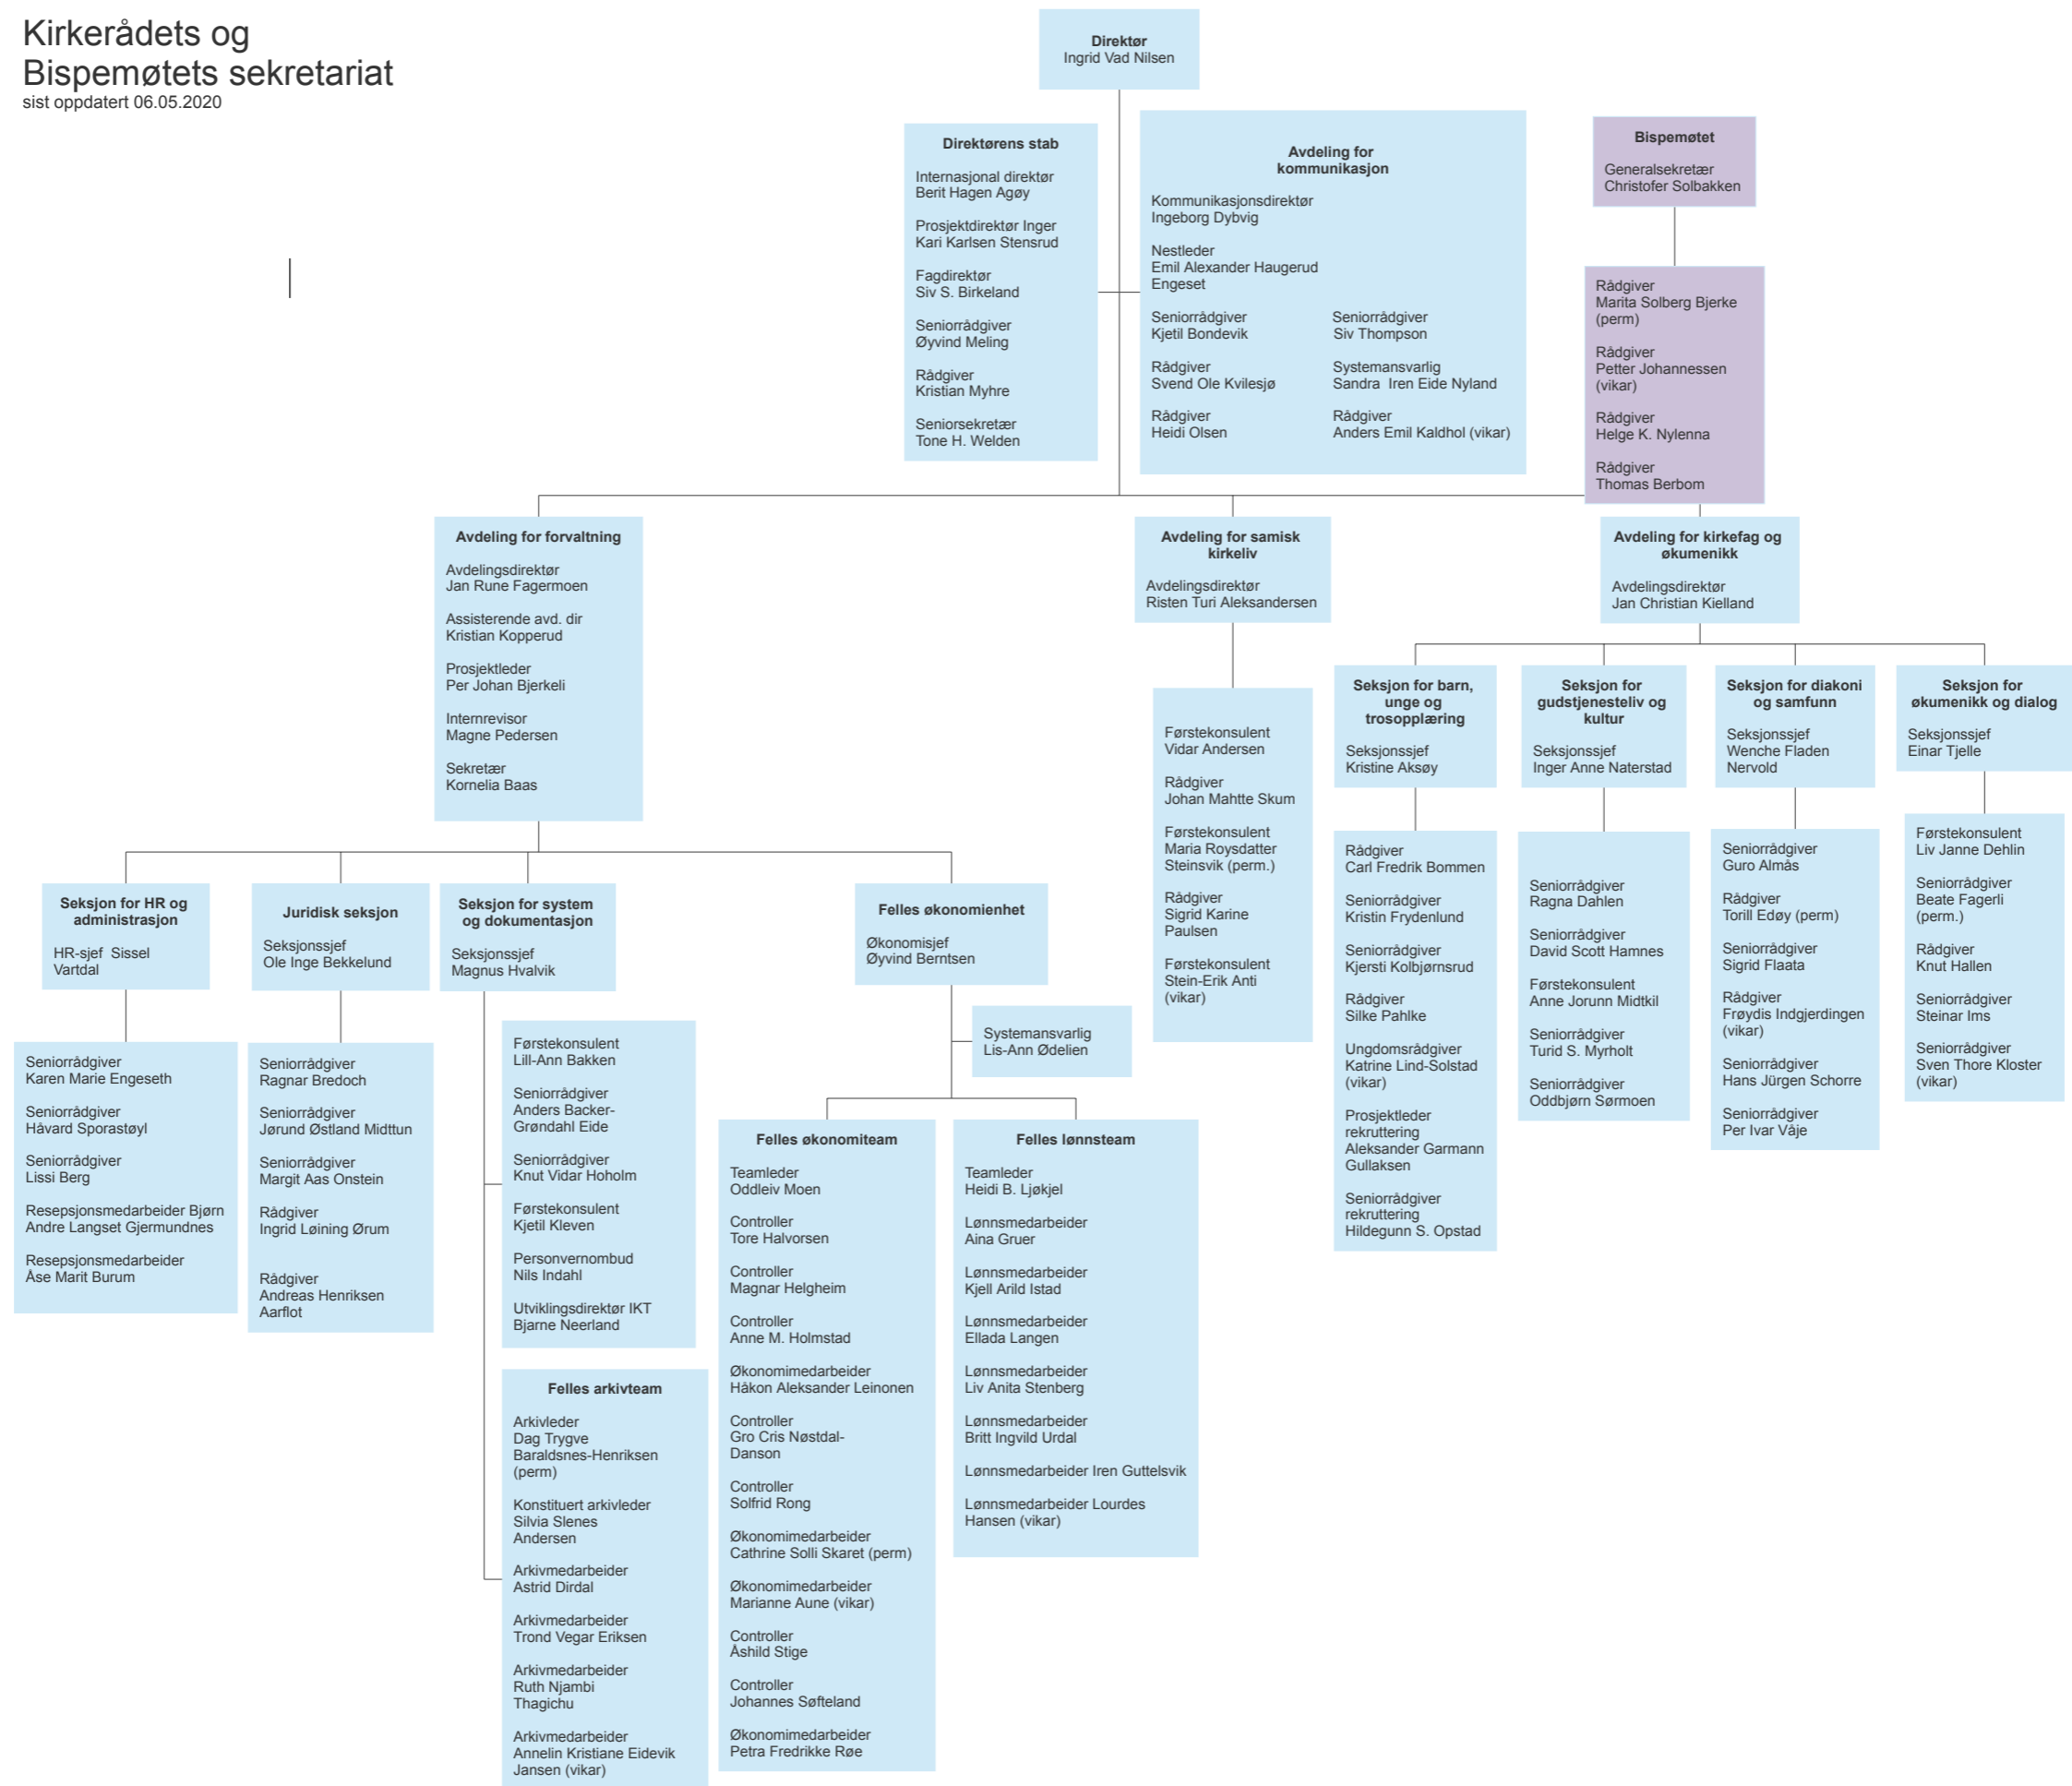 Kirkerådets og
Bispemøtets sekretariat
sist oppdatert 06.05.2020
Direktør
Ingrid Vad Nilsen
Direktørens stab
Internasjonal direktør
Berit Hagen Agøy
Prosjektdirektør Inger
Kari Karlsen Stensrud
Fagdirektør
Siv S. Birkeland
Seniorrådgiver
Øyvind Meling
Rådgiver
Kristian Myhre
Seniorsekretær
Tone H. Welden
Avdeling for
kommunikasjon
Kommunikasjonsdirektør
Ingeborg Dybvig
Nestleder
Emil Alexander Haugerud
Engeset
Seniorrådgiver
Kjetil Bondevik
Rådgiver
Svend Ole Kvilesjø
Rådgiver
Heidi Olsen
Seniorrådgiver
Siv Thompson
Systemansvarlig
Sandra  Iren Eide Nyland
Rådgiver
Anders Emil Kaldhol (vikar)
Bispemøtet
Generalsekretær
Christofer Solbakken
Rådgiver
Marita Solberg Bjerke
(perm)
Rådgiver
Petter Johannessen
(vikar)
Rådgiver
Helge K. Nylenna
Rådgiver
Thomas Berbom
Avdeling for forvaltning
Avdelingsdirektør
Jan Rune Fagermoen
Assisterende avd. dir
Kristian Kopperud
Prosjektleder
Per Johan Bjerkeli
Internrevisor
Magne Pedersen
Sekretær
Kornelia Baas
Avdeling for samisk
kirkeliv
Avdelingsdirektør
Risten Turi Aleksandersen
Førstekonsulent
Vidar Andersen
Rådgiver
Johan Mahtte Skum
Førstekonsulent
Maria Roysdatter
Steinsvik (perm.)
Rådgiver
Sigrid Karine
Paulsen
Førstekonsulent
Stein-Erik Anti
(vikar)
Avdeling for kirkefag og
økumenikk
Avdelingsdirektør
Jan Christian Kielland
Seksjon for barn,
unge og
trosopplæring
Seksjonssjef
Kristine Aksøy
Rådgiver
Carl Fredrik Bommen
Seniorrådgiver
Kristin Frydenlund
Seniorrådgiver
Kjersti Kolbjørnsrud
Rådgiver
Silke Pahlke
Ungdomsrådgiver
Katrine Lind-Solstad
(vikar)
Prosjektleder
rekruttering
Aleksander Garmann
Gullaksen
Seniorrådgiver
rekruttering
Hildegunn S. Opstad
Seksjon for
gudstjenesteliv og
kultur
Seksjonssjef
Inger Anne Naterstad
Seniorrådgiver
Ragna Dahlen
Seniorrådgiver
David Scott Hamnes
Førstekonsulent
Anne Jorunn Midtkil
Seniorrådgiver
Turid S. Myrholt
Seniorrådgiver
Oddbjørn Sørmoen
Seksjon for diakoni
og samfunn
Seksjonssjef
Wenche Fladen
Nervold
Seniorrådgiver
Guro Almås
Rådgiver
Torill Edøy (perm)
Seniorrådgiver
Sigrid Flaata
Rådgiver
Frøydis Indgjerdingen
(vikar)
Seniorrådgiver
Hans Jürgen Schorre
Seniorrådgiver
Per Ivar Våje
Seksjon for
økumenikk og dialog
Seksjonssjef
Einar Tjelle
Førstekonsulent
Liv Janne Dehlin
Seniorrådgiver
Beate Fagerli
(perm.)
Rådgiver
Knut Hallen
Seniorrådgiver
Steinar Ims
Seniorrådgiver
Sven Thore Kloster
(vikar)
Seksjon for HR og
administrasjon
HR-sjef  Sissel
Vartdal
Seniorrådgiver
Karen Marie Engeseth
Seniorrådgiver
Håvard Sporastøyl
Seniorrådgiver
Lissi Berg
Resepsjonsmedarbeider Bjørn
Andre Langset Gjermundnes
Resepsjonsmedarbeider
Åse Marit Burum
Juridisk seksjon
Seksjonssjef
Ole Inge Bekkelund
Seniorrådgiver
Ragnar Bredoch
Seniorrådgiver
Jørund Østland Midttun
Seniorrådgiver
Margit Aas Onstein
Rådgiver
Ingrid Løining Ørum
Rådgiver
Andreas Henriksen
Aarflot
Seksjon for system
og dokumentasjon
Seksjonssjef
Magnus Hvalvik
Førstekonsulent
Lill-Ann Bakken
Seniorrådgiver
Anders Backer-
Grøndahl Eide
Seniorrådgiver
Knut Vidar Hoholm
Førstekonsulent
Kjetil Kleven
Personvernombud
Nils Indahl
Utviklingsdirektør IKT
Bjarne Neerland
Felles arkivteam
Arkivleder
Dag Trygve
Baraldsnes-Henriksen
(perm)
Konstituert arkivleder
Silvia Slenes
Andersen
Arkivmedarbeider
Astrid Dirdal
Arkivmedarbeider
Trond Vegar Eriksen
Arkivmedarbeider
Ruth Njambi
Thagichu
Arkivmedarbeider
Annelin Kristiane Eidevik
Jansen (vikar)
Felles økonomienhet
Økonomisjef
Øyvind Berntsen
Systemansvarlig
Lis-Ann Ødelien
Felles økonomiteam
Teamleder
Oddleiv Moen
Controller
Tore Halvorsen
Controller
Magnar Helgheim
Controller
Anne M. Holmstad
Økonomimedarbeider
Håkon Aleksander Leinonen
Controller
Gro Cris Nøstdal-
Danson
Controller
Solfrid Rong
Økonomimedarbeider
Cathrine Solli Skaret (perm)
Økonomimedarbeider
Marianne Aune (vikar)
Controller
Åshild Stige
Controller
Johannes Søfteland
Økonomimedarbeider
Petra Fredrikke Røe
Felles lønnsteam
Teamleder
Heidi B. Ljøkjel
Lønnsmedarbeider
Aina Gruer
Lønnsmedarbeider
Kjell Arild Istad
Lønnsmedarbeider
Ellada Langen
Lønnsmedarbeider
Liv Anita Stenberg
Lønnsmedarbeider
Britt Ingvild Urdal
Lønnsmedarbeider Iren Guttelsvik
Lønnsmedarbeider Lourdes
Hansen (vikar)